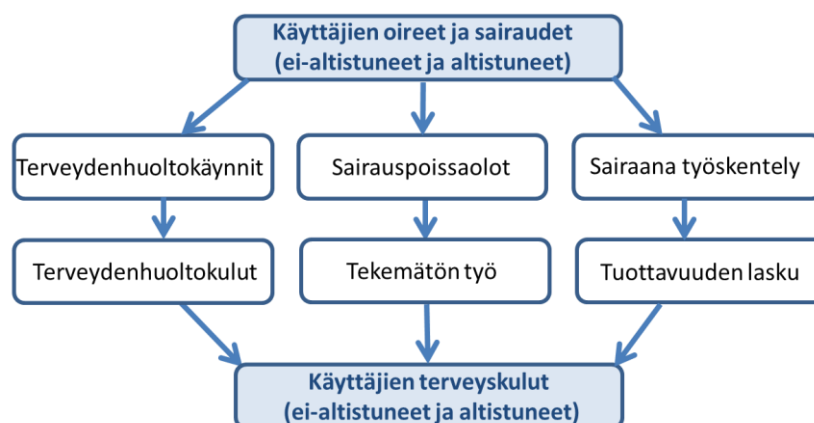 Käyttäjien oireet ja sairaudet
(ei-altistuneet ja altistuneet)
Terveydenhuoltokäynnit
Sairauspoissaolot
Sairaana työskentely
Terveydenhuoltokulut
Tekemätön työ
Tuottavuuden lasku
Käyttäjien terveyskulut
(ei-altistuneet ja altistuneet)